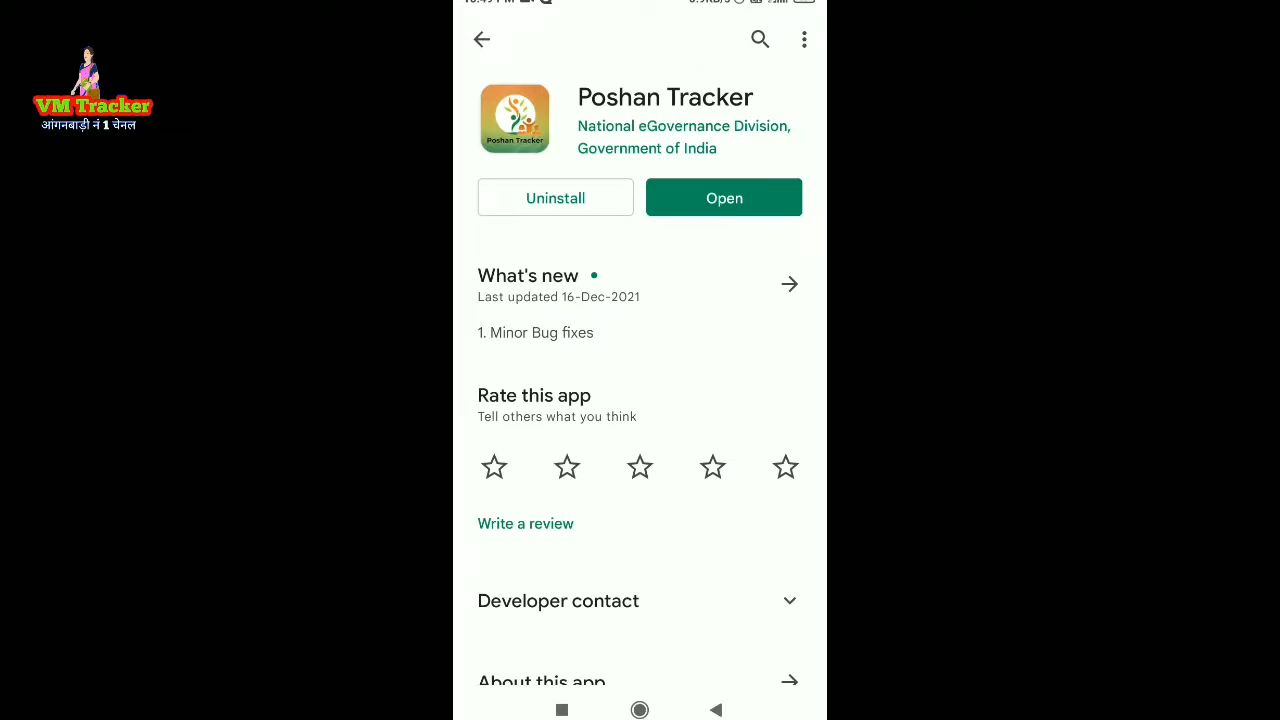 VM Tracker
आंगनबाड़ी नं 1 चेनल
Poshan Tracker
National eGovernance Division,
Government of India
Poshan Tracker
Uninstall
Open
What's new
Last updated 16-Dec-2021
1. Minor Bug fixes
Rate this app
Tell others what you think
Write a review
Developer contact
About this app